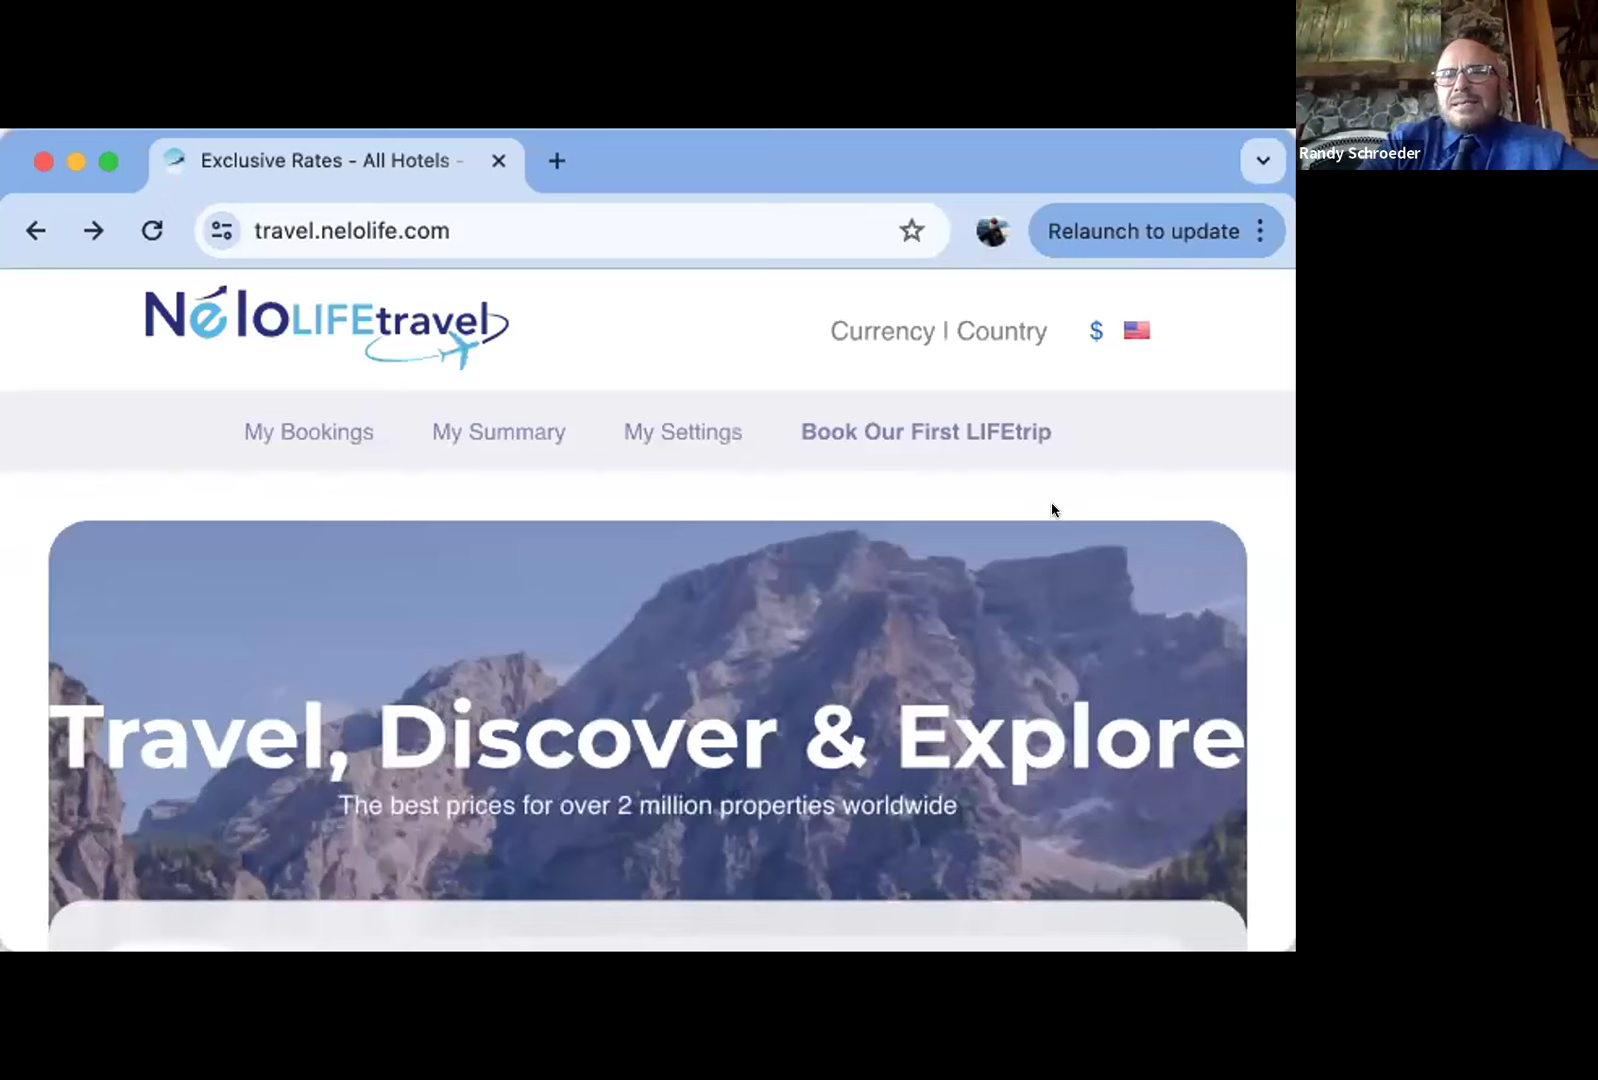 Exclusive Rates - All Hotels -
travel.nelolife.com
Relaunch to update
NéloLIFEtravel
Currency | Country $
My Bookings My Summary My Settings Book Our First LIFEtrip
Travel, Discover & Explore
The best prices for over 2 million properties worldwide
Randy Schroeder